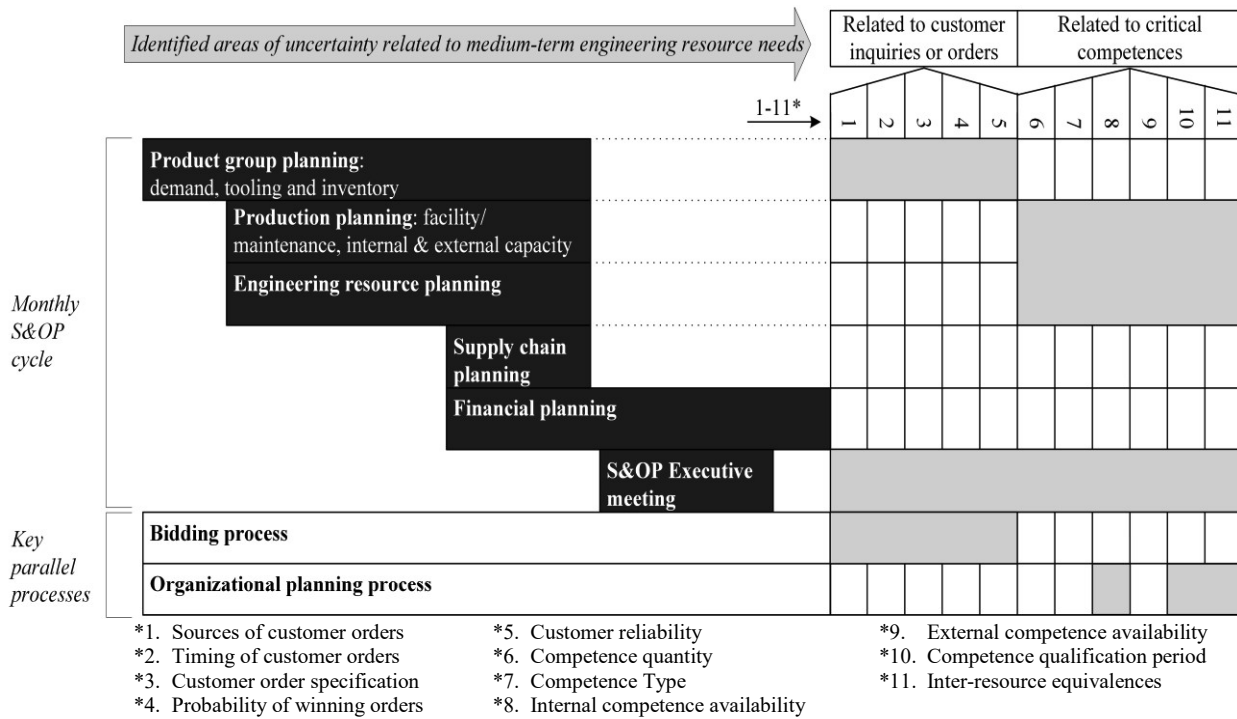 Identified areas of uncertainty related to medium-term engineering resource needs
Related to customer
inquiries or orders
Related to critical
competences
1-11*
1
2
3
4
5
6
7
8
9
10
11
Monthly
S&OP
cycle
Product group planning:
demand, tooling and inventory
Production planning: facility/
maintenance, internal & external capacity
Engineering resource planning
Supply chain
planning
Financial planning
S&OP Executive
meeting
Key
parallel
processes
Bidding process
Organizational planning process
*1. Sources of customer orders
*2. Timing of customer orders
*3. Customer order specification
*4. Probability of winning orders
*5. Customer reliability
*6. Competence quantity
*7. Competence Type
*8. Internal competence availability
*9. External competence availability
*10. Competence qualification period
*11. Inter-resource equivalences